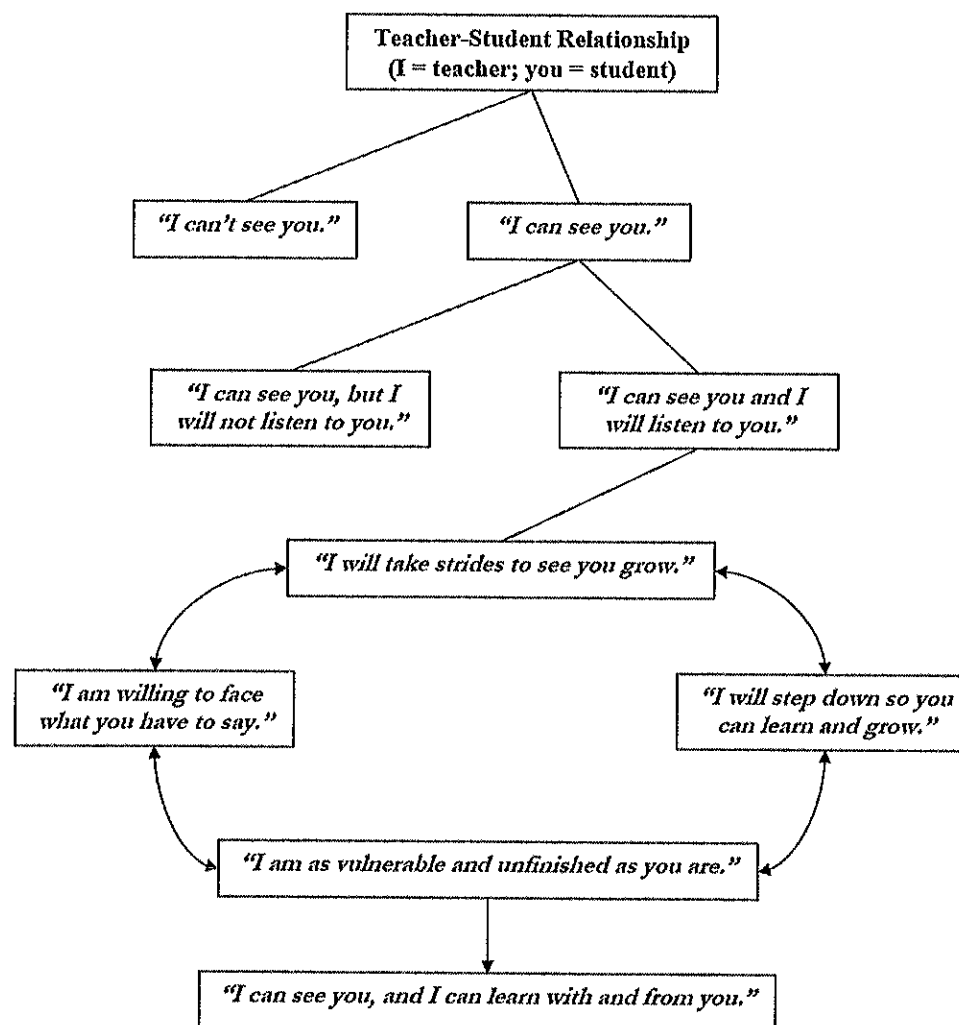 Teacher-Student Relationship
(I = teacher; you = student)
“I can't see you.”
“I can see you.”
“I can see you, but I
will not listen to you.”
“I can see you and I
will listen to you.”
“I will take strides to see you grow.”
“I am willing to face
what you have to say.”
“I will step down so you
can learn and grow.”
“I am as vulnerable and unfinished as you are.”
“I can see you, and I can learn with and from you.”